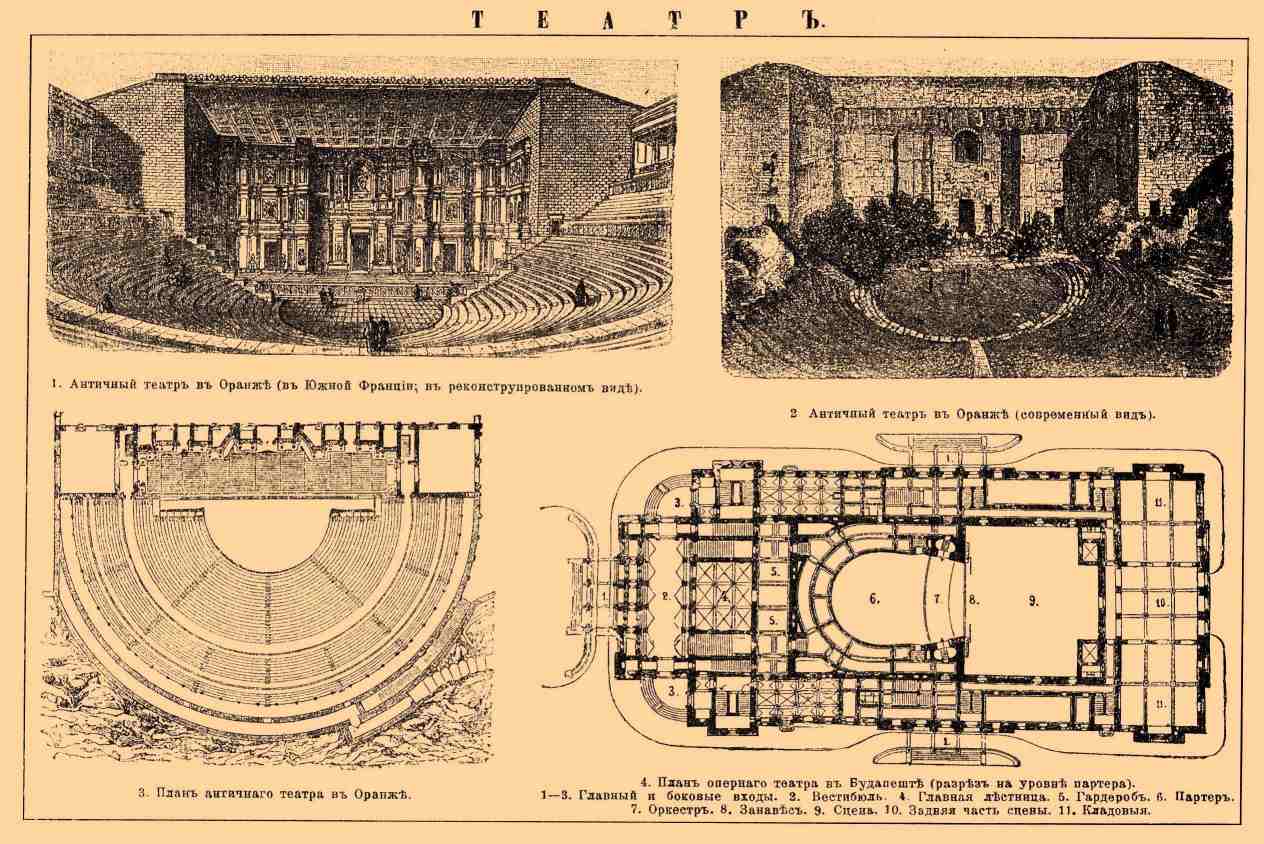 ТЕАТРЪ.
1. Античный театръ въ Оранжѣ (въ Южной Франціи; въ реконструированномъ видѣ).
2 Античный театръ въ Оранжѣ (современный видъ).
3. Планъ античнаго театра въ Оранжѣ.
1.
3.
11.
1.
2.
4.
5.
5.
6.
7.
8.
9.
10.
3.
11.
1.
4. Планъ опернаго театра въ Будапештѣ (разрѣзъ на уровнѣ партера).
1—3. Главный и боковые входы. 2. Вестибюль. 4. Главная лѣстница. 5. Гардеробъ. 6. Партеръ.
7. Оркестръ. 8. Занавѣсъ. 9. Сцена. 10. Задняя часть сцены. 11. Кладовыя.